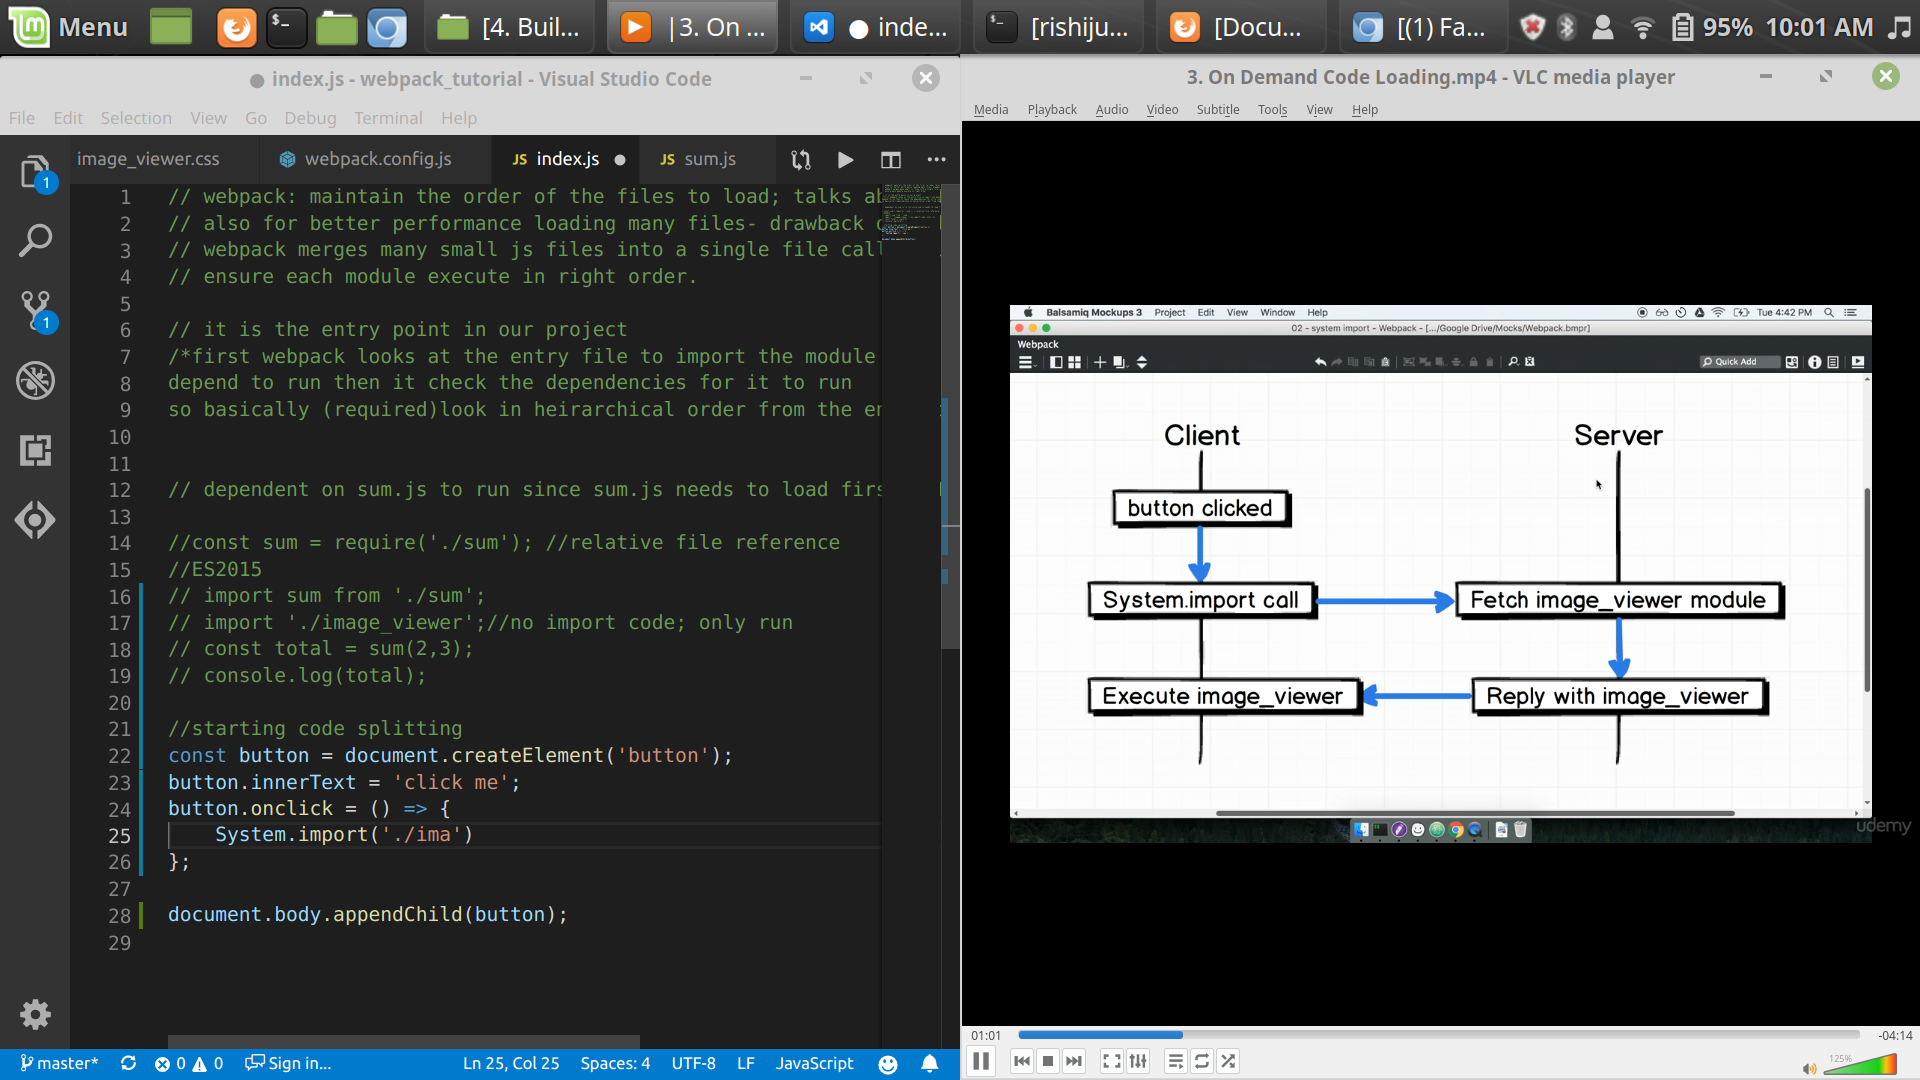 Menu
[4. Buil...
|3. On ...
● inde...
[rishiju...
[Docu...
[(1) Fa...
95%
10:01 AM
● index.js - webpack_tutorial - Visual Studio Code
File Edit Selection View Go Debug Terminal Help
image_viewer.css
webpack.config.js
JS index.js ●
JS sum.js
1 // webpack: maintain the order of the files to load; talks ab
2 // also for better performance loading many files- drawback
3 // webpack merges many small js files into a single file cal
4 // ensure each module execute in right order.
5
6 // it is the entry point in our project
7 /*first webpack looks at the entry file to import the module
8 depend to run then it check the dependencies for it to run
9 so basically (required)look in heirarchical order from the
10
11
12 // dependent on sum.js to run since sum.js needs to load firs
13
14 //const sum = require('./sum'); //relative file reference
15 //ES2015
16 // import sum from './sum';
17 // import './image_viewer';//no import code; only run
18 // const total = sum(2,3);
19 // console.log(total);
20
21 //starting code splitting
22 const button = document.createElement('button');
23 button.innerText = 'click me';
24 button.onclick = () => {
25 System.import('./ima')
26 };
27
28 document.body.appendChild(button);
29
1
1
master*
0
0
Sign in...
Ln 25, Col 25
Spaces: 4
UTF-8
LF
JavaScript
3. On Demand Code Loading.mp4 - VLC media player
Media Playback Audio Video Subtitle Tools View Help
Balsamiq Mockups 3 Project Edit View Window Help
Tue 4:42 PM
02 - system import - Webpack - [.../Google Drive/Mocks/Webpack.bmpr]
Webpack
Quick Add
Client
Server
button clicked
System.import call
Fetch image_viewer module
Execute image_viewer
Reply with image_viewer
udemy
01:01
-04:14
125%